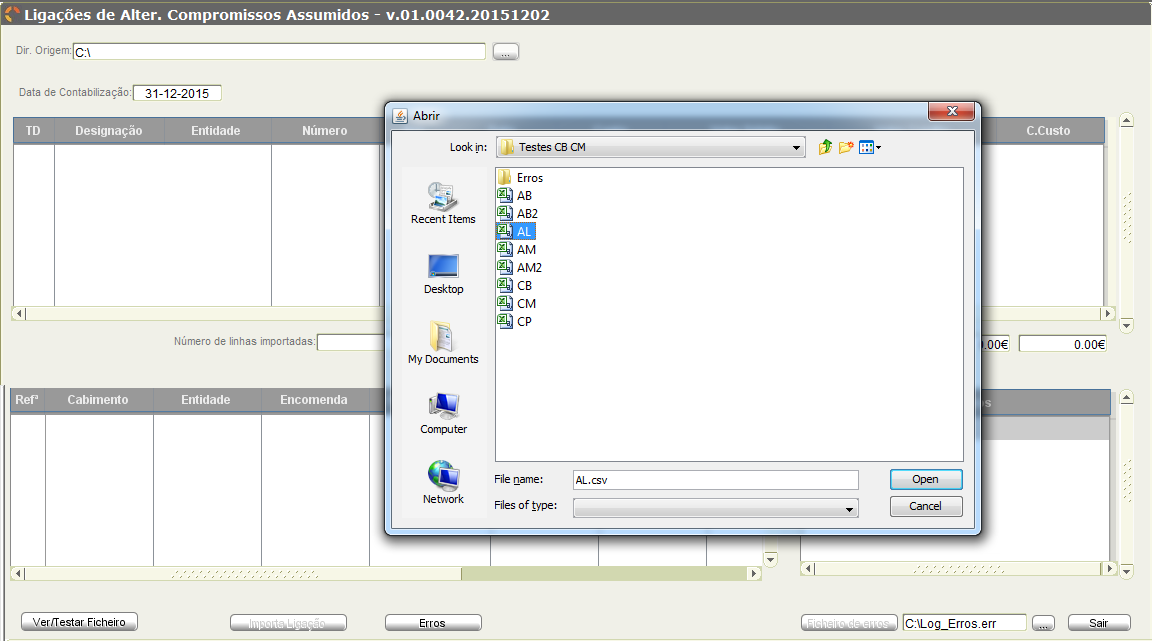 Ligações de Alter. Compromissos Assumidos - v.01.0042.20151202
Dir. Origem: C:\ ...
Data de Contabilização: 31-12-2015
TD Designação Entidade Número C.Custo
Abrir
Look in: Testes CB CM
Recent Items
Desktop
My Documents
Computer
Network
Erros
AB
AB2
AL
AM
AM2
CB
CM
CP
File name: AL.csv Open
Files of type: Cancel
Número de linhas importadas: 0.00€
Refª Cabimento Entidade Encomenda
Ver/Testar Ficheiro Importa Ligação Erros Ficheiro de erros C:\Log_Erros.err ... Sair